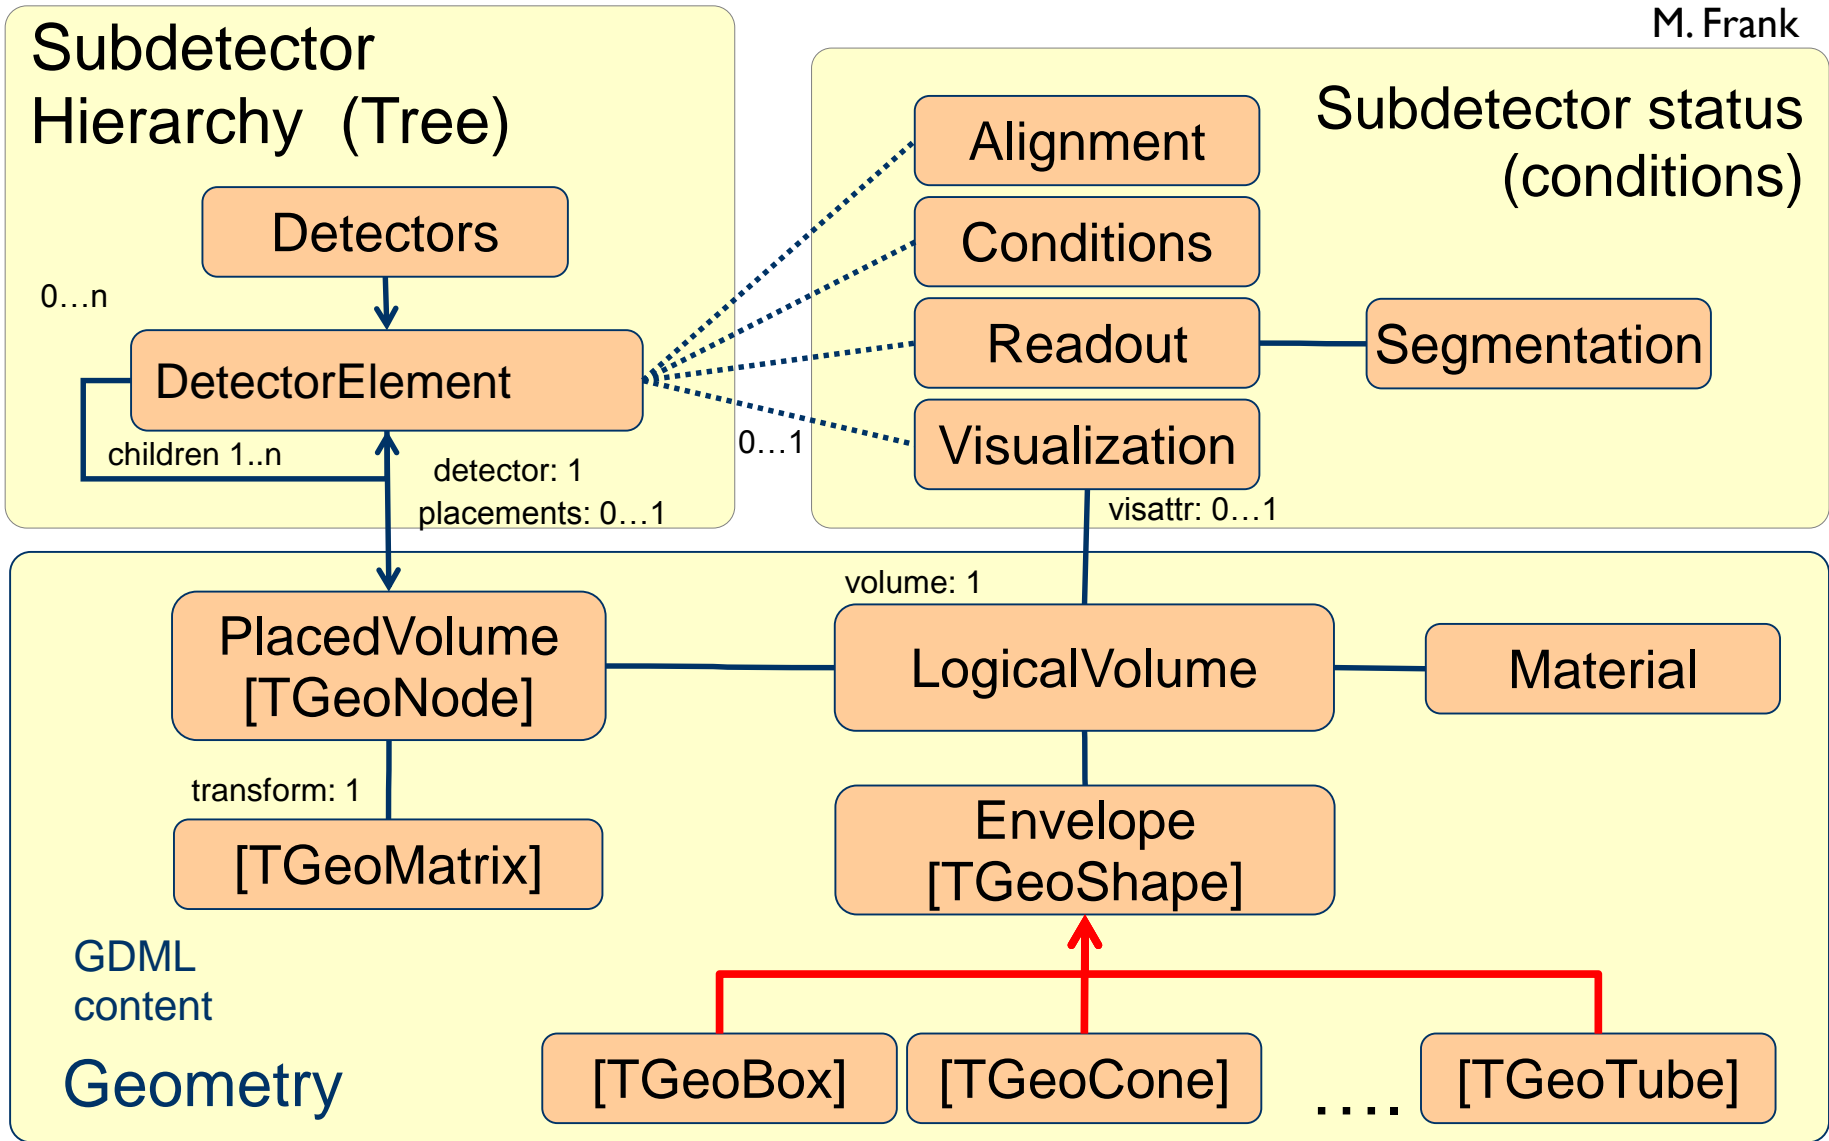 M. Frank
Subdetector
Hierarchy (Tree)
Detectors
0...n
DetectorElement
children 1..n
detector: 1
placements: 0...1
Subdetector status
(conditions)
Alignment
Conditions
Readout
Segmentation
Visualization
0...1
visattr: 0...1
volume: 1
PlacedVolume
[TGeoNode]
LogicalVolume
Material
transform: 1
[TGeoMatrix]
Envelope
[TGeoShape]
GDML
content
Geometry
[TGeoBox]
[TGeoCone]
....
[TGeoTube]